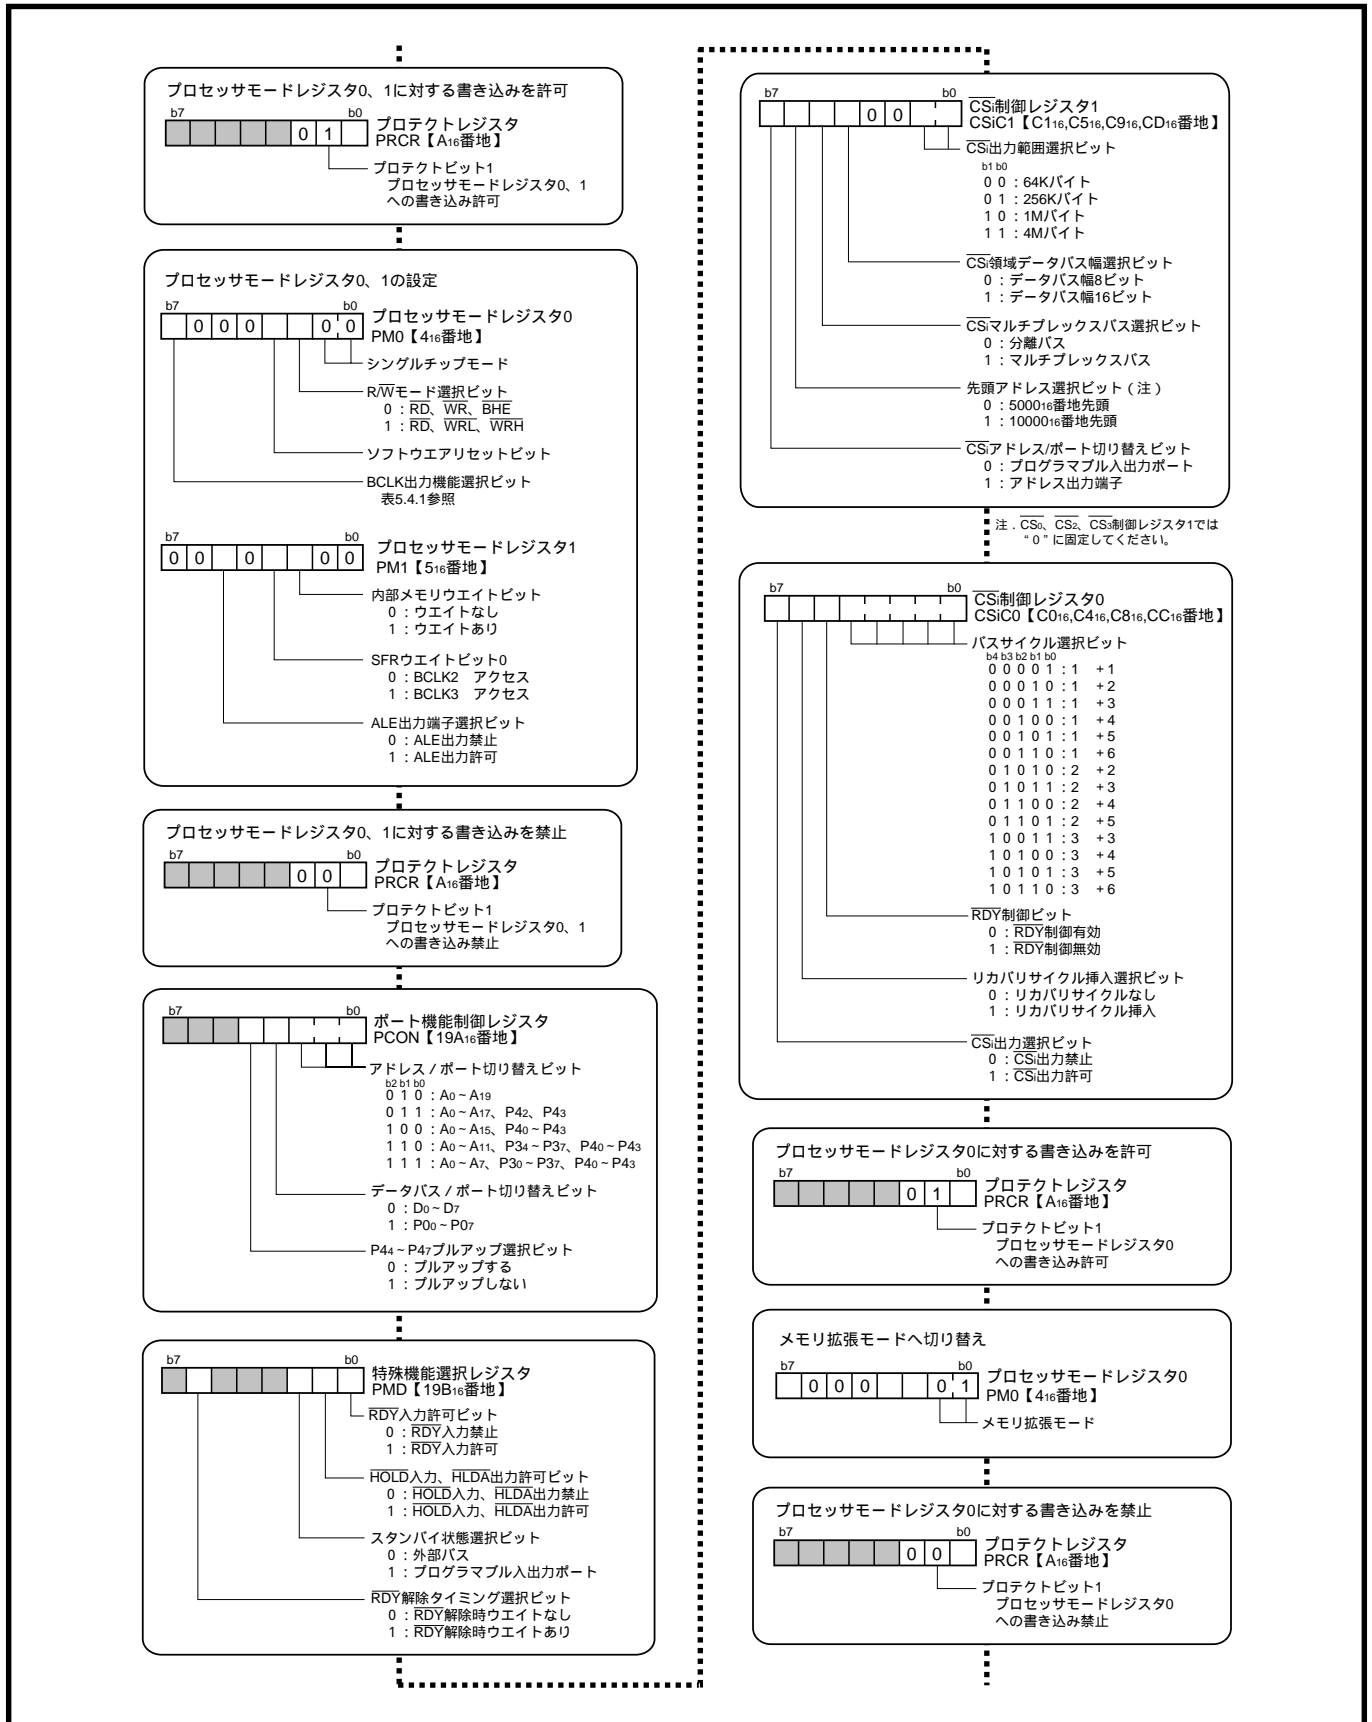 プロセッサモードレジスタ0、1に対する書き込みを許可
b7 b0
0 1
プロテクトレジスタ
PRCR【A16番地】
プロテクトビット1
プロセッサモードレジスタ0、1
への書き込み許可
プロセッサモードレジスタ0、1の設定
b7 b0
0 0 0 0 0
プロセッサモードレジスタ0
PM0【416番地】
シングルチップモード
R/Wモード選択ビット
0：RD、WR、BHE
1：RD、WRL、WRH
ソフトウエアリセットビット
BCLK出力機能選択ビット
表5.4.1参照
b7 b0
0 0 0 0 0
プロセッサモードレジスタ1
PM1【516番地】
内部メモリウエイトビット
0：ウエイトなし
1：ウエイトあり
SFRウエイトビット0
0：BCLK2 アクセス
1：BCLK3 アクセス
ALE出力端子選択ビット
0：ALE出力禁止
1：ALE出力許可
プロセッサモードレジスタ0、1に対する書き込みを禁止
b7 b0
0 0
プロテクトレジスタ
PRCR【A16番地】
プロテクトビット1
プロセッサモードレジスタ0、1
への書き込み禁止
b7 b0
ポート機能制御レジスタ
PCON【19A16番地】
アドレス / ポート切り替えビット
b2 b1 b0
0 1 0：A0～A19
0 1 1：A0～A17、P42、P43
1 0 0：A0～A15、P40～P43
1 1 0：A0～A11、P34～P37、P40～P43
1 1 1：A0～A7、P30～P37、P40～P43
データバス / ポート切り替えビット
0：D0～D7
1：P00～P07
P44～P47プルアップ選択ビット
0：プルアップする
1：プルアップしない
b7 b0
特殊機能選択レジスタ
PMD【19B16番地】
RDY入力許可ビット
0：RDY入力禁止
1：RDY入力許可
HOLD入力、HLDA出力許可ビット
0：HOLD入力、HLDA出力禁止
1：HOLD入力、HLDA出力許可
スタンバイ状態選択ビット
0：外部バス
1：プログラマブル入出力ポート
RDY解除タイミング選択ビット
0：RDY解除時ウエイトなし
1：RDY解除時ウエイトあり
b7 b0
0 0
CSi制御レジスタ1
CSiC1【C116,C516,C916,CD16番地】
CSi出力範囲選択ビット
b1 b0
0 0：64Kバイト
0 1：256Kバイト
1 0：1Mバイト
1 1：4Mバイト
CSi領域データバス幅選択ビット
0：データバス幅8ビット
1：データバス幅16ビット
CSiマルチプレックスバス選択ビット
0：分離バス
1：マルチプレックスバス
先頭アドレス選択ビット（注）
0：500016番地先頭
1：1000016番地先頭
CSiアドレス/ポート切り替えビット
0：プログラマブル入出力ポート
1：アドレス出力端子
注．CS0、CS2、CS3制御レジスタ1では
“0”に固定してください。
b7 b0
CSi制御レジスタ0
CSiC0【C016,C416,C816,CC16番地】
バスサイクル選択ビット
b4 b3 b2 b1 b0
0 0 0 0 1：1 +1
0 0 0 1 0：1 +2
0 0 0 1 1：1 +3
0 0 1 0 0：1 +4
0 0 1 0 1：1 +5
0 0 1 1 0：1 +6
0 1 0 1 0：2 +2
0 1 0 1 1：2 +3
0 1 1 0 0：2 +4
0 1 1 0 1：2 +5
1 0 0 1 1：3 +3
1 0 1 0 0：3 +4
1 0 1 0 1：3 +5
1 0 1 1 0：3 +6
RDY制御ビット
0：RDY制御有効
1：RDY制御無効
リカバリサイクル挿入選択ビット
0：リカバリサイクルなし
1：リカバリサイクル挿入
CSi出力選択ビット
0：CSi出力禁止
1：CSi出力許可
プロセッサモードレジスタ0に対する書き込みを許可
b7 b0
0 1
プロテクトレジスタ
PRCR【A16番地】
プロテクトビット1
プロセッサモードレジスタ0
への書き込み許可
メモリ拡張モードへ切り替え
b7 b0
0 0 0 0 1
プロセッサモードレジスタ0
PM0【416番地】
メモリ拡張モード
プロセッサモードレジスタ0に対する書き込みを禁止
b7 b0
0 0
プロテクトレジスタ
PRCR【A16番地】
プロテクトビット1
プロセッサモードレジスタ0
への書き込み禁止